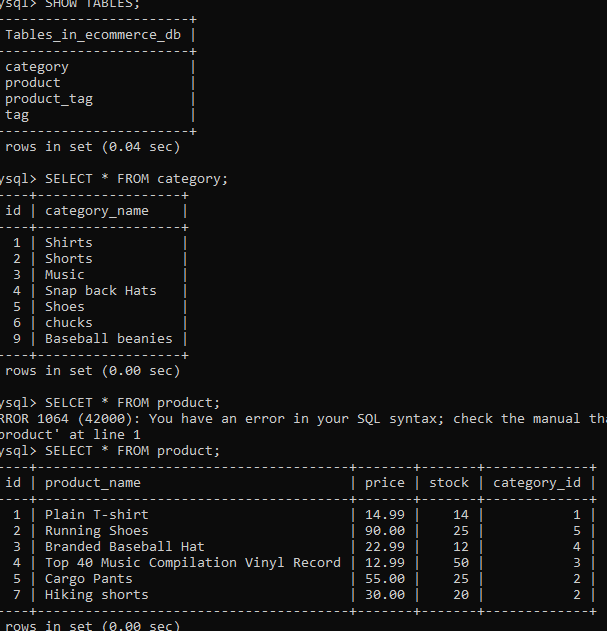 ysql> SHOW TABLES;
------------------------+
Tables_in_ecommerce_db |
------------------------+
category |
product |
product_tag |
tag |
------------------------+
rows in set (0.04 sec)
ysql> SELECT * FROM category;
----+------------------+
id | category_name |
----+------------------+
1 | Shirts |
2 | Shorts |
3 | Music |
4 | Snap back Hats |
5 | Shoes |
6 | chucks |
9 | Baseball beanies |
----+------------------+
rows in set (0.00 sec)
ysql> SELCET * FROM product;
RROR 1064 (42000): You have an error in your SQL syntax; check the manual tha
product' at line 1
ysql> SELECT * FROM product;
----+---------------------------------------+-------+-------+-------------+
id | product_name | price | stock | category_id |
----+---------------------------------------+-------+-------+-------------+
1 | Plain T-shirt | 14.99 | 14 | 1 |
2 | Running Shoes | 90.00 | 25 | 5 |
3 | Branded Baseball Hat | 22.99 | 12 | 4 |
4 | Top 40 Music Compilation Vinyl Record | 12.99 | 50 | 3 |
5 | Cargo Pants | 55.00 | 25 | 2 |
7 | Hiking shorts | 30.00 | 20 | 2 |
----+---------------------------------------+-------+-------+-------------+
rows in set (0.00 sec)